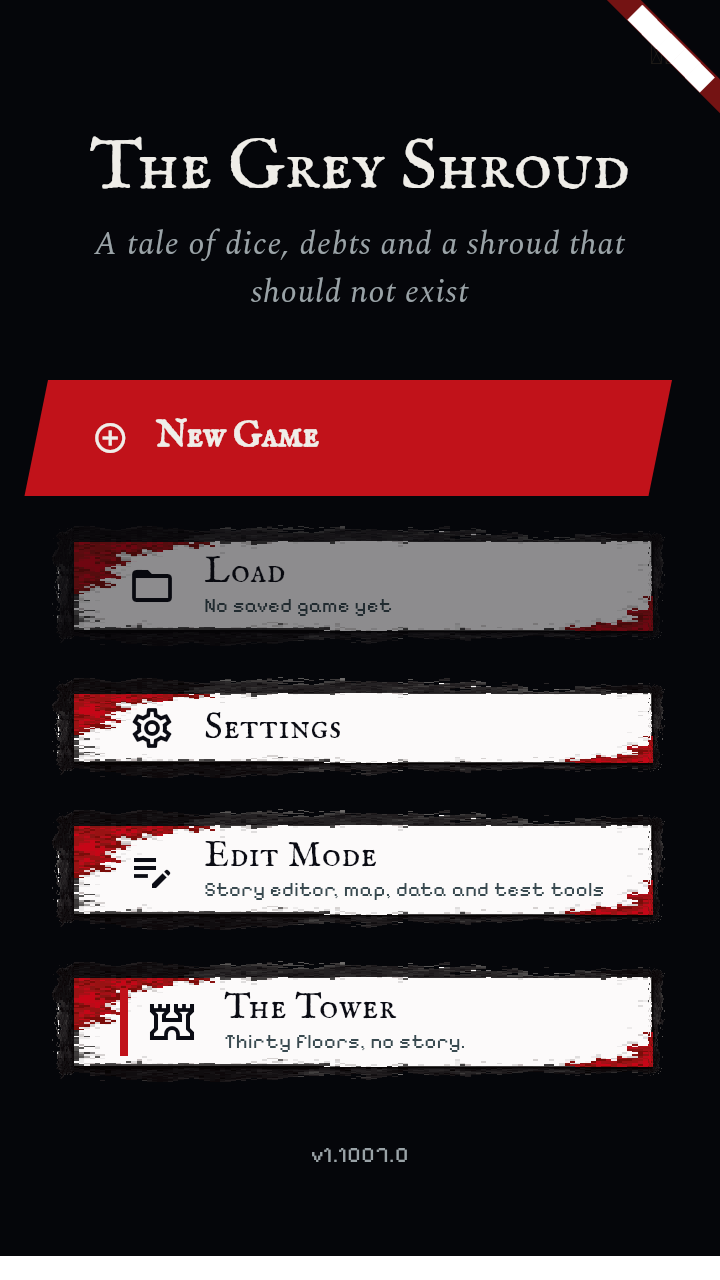 The Grey Shroud
A tale of dice, debts and a shroud that
should not exist
New Game
Load
No saved game yet
Settings
Edit Mode
Story editor, map, data and test tools
The Tower
Thirty floors, no story.
v1.1007.0